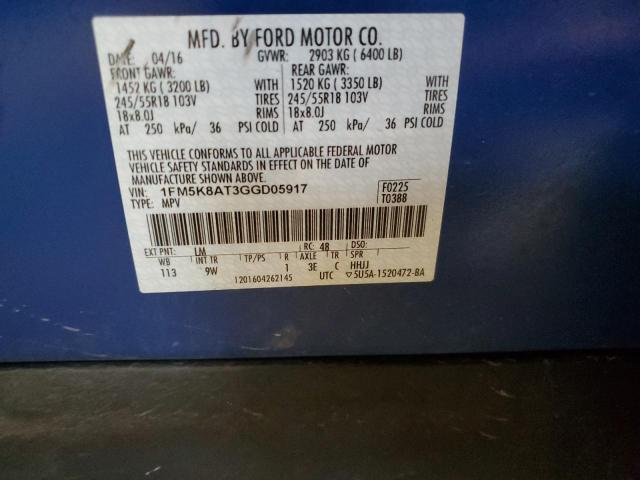 MFD. BY FORD MOTOR CO.
DATE: 04/16 GVWR: 2903 KG ( 6400 LB)
FRONT GAWR: REAR GAWR:
1452 KG ( 3200 LB) WITH 1520 KG ( 3350 LB) WITH
245/55R18 103V TIRES 245/55R18 103V TIRES
18x8.0J RIMS 18x8.0J RIMS
AT 250 kPa/ 36 PSI COLD AT 250 kPa/ 36 PSI COLD
THIS VEHICLE CONFORMS TO ALL APPLICABLE FEDERAL MOTOR
VEHICLE SAFETY STANDARDS IN EFFECT ON THE DATE OF
MANUFACTURE SHOWN ABOVE.
VIN: 1FM5K8AT3GGD05917 F0225
TYPE: MPV T0388
EXT PNT: LM RC: 48 DSO:
WB INT TR TP/PS R AXLE TR SPR
113 9W 1 3E C HHJJ
1201604262145 UTC ▽5U5A-1520472-BA